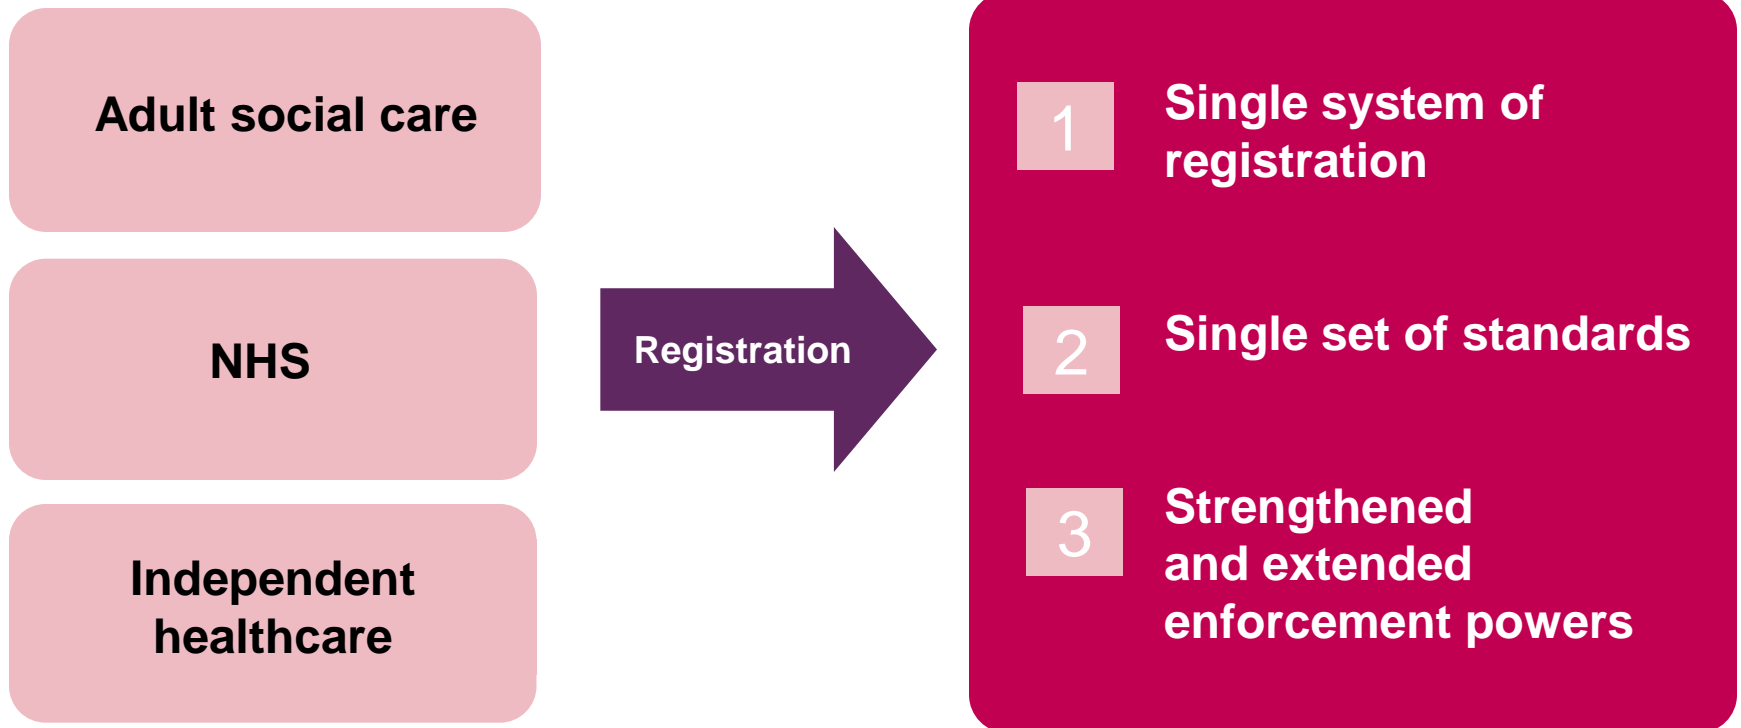 Adult social care
NHS
Independent
healthcare
Registration
1
Single system of
registration
2
Single set of standards
3
Strengthened
and extended
enforcement powers